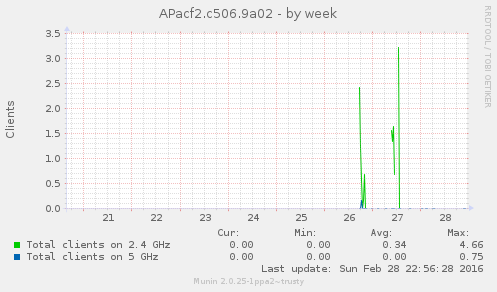 APacf2.c506.9a02 - by week
RRDTOOL / TOBI OETIKER
Clients
3.5
3.0
2.5
2.0
1.5
1.0
0.5
0.0
21 22 23 24 25 26 27 28
Cur: Min: Avg: Max:
Total clients on 2.4 GHz 0.00 0.00 0.34 4.66
Total clients on 5 GHz 0.00 0.00 0.00 0.75
Last update: Sun Feb 28 22:56:28 2016
Munin 2.0.25-1ppa2~trusty